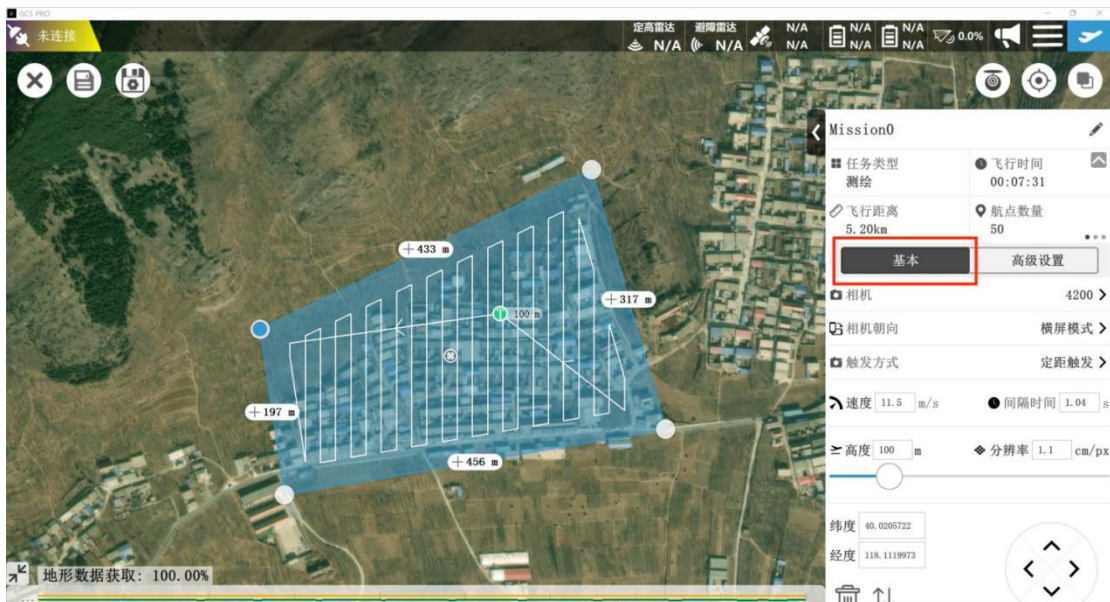 GCS PRO
未连接
定高雷达 N/A
避障雷达 N/A
N/A
N/A
N/A
N/A
N/A
N/A
0.0%
Mission0
任务类型
测绘
飞行时间
00:07:31
飞行距离
5.20km
航点数量
50
基本
高级设置
相机 4200
相机朝向 横屏模式
触发方式 定距触发
速度 11.5 m/s
间隔时间 1.04 s
高度 100 m
分辨率 1.1 cm/px
纬度 40.0205722
经度 118.1119973
433 m
317 m
1 100 m
197 m
456 m
地形数据获取: 100.00%